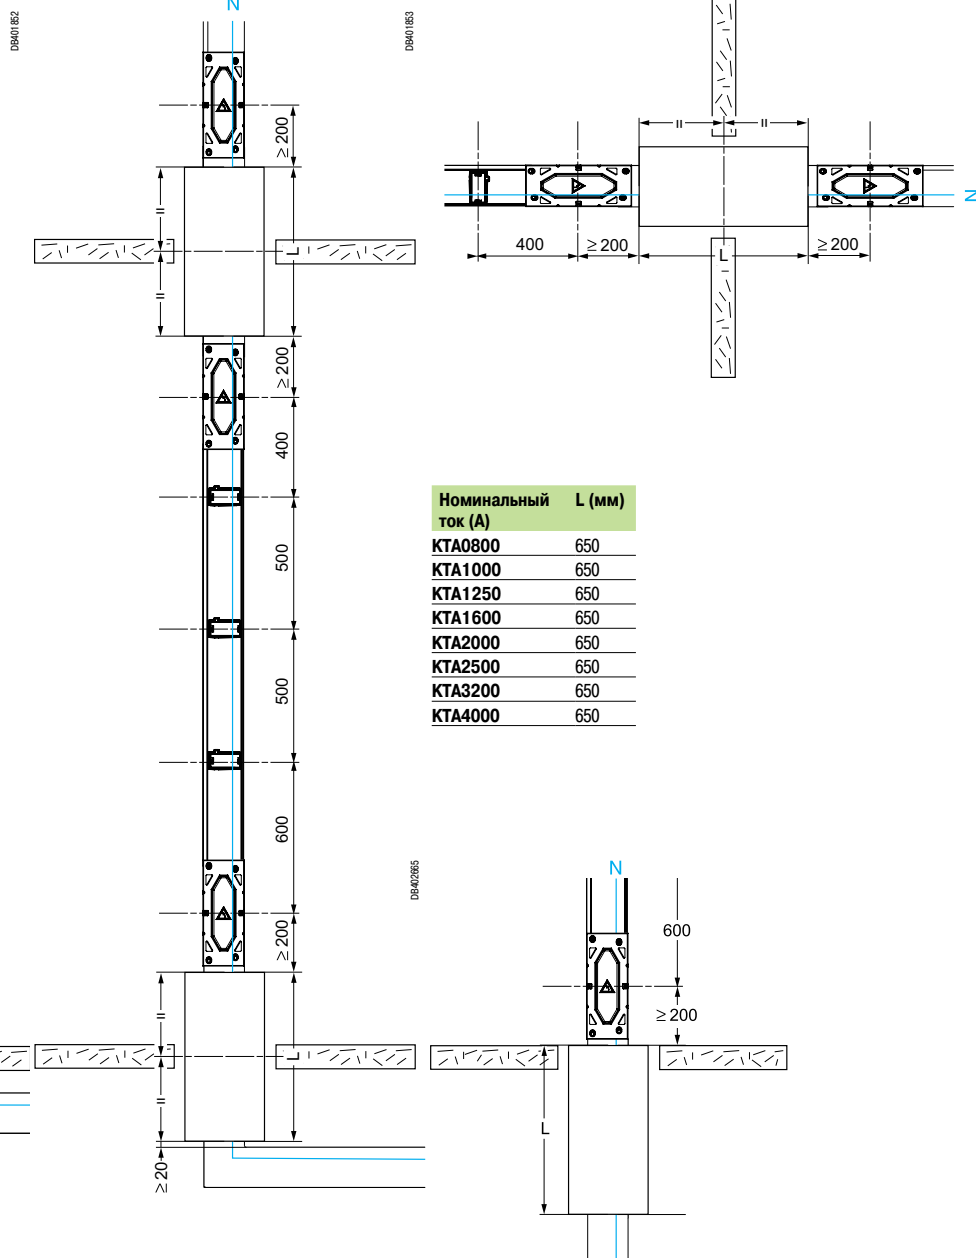 DB401852
N
≥ 200
=
L
=
≥ 200
400
500
500
600
≥ 200
=
L
=
≥ 20
DB401853
=
=
N
400
≥ 200
L
≥ 200
Номинальный L (мм)
ток (А)
KTA0800 650
KTA1000 650
KTA1250 650
KTA1600 650
KTA2000 650
KTA2500 650
KTA3200 650
KTA4000 650
DB402665
N
600
≥ 200
L